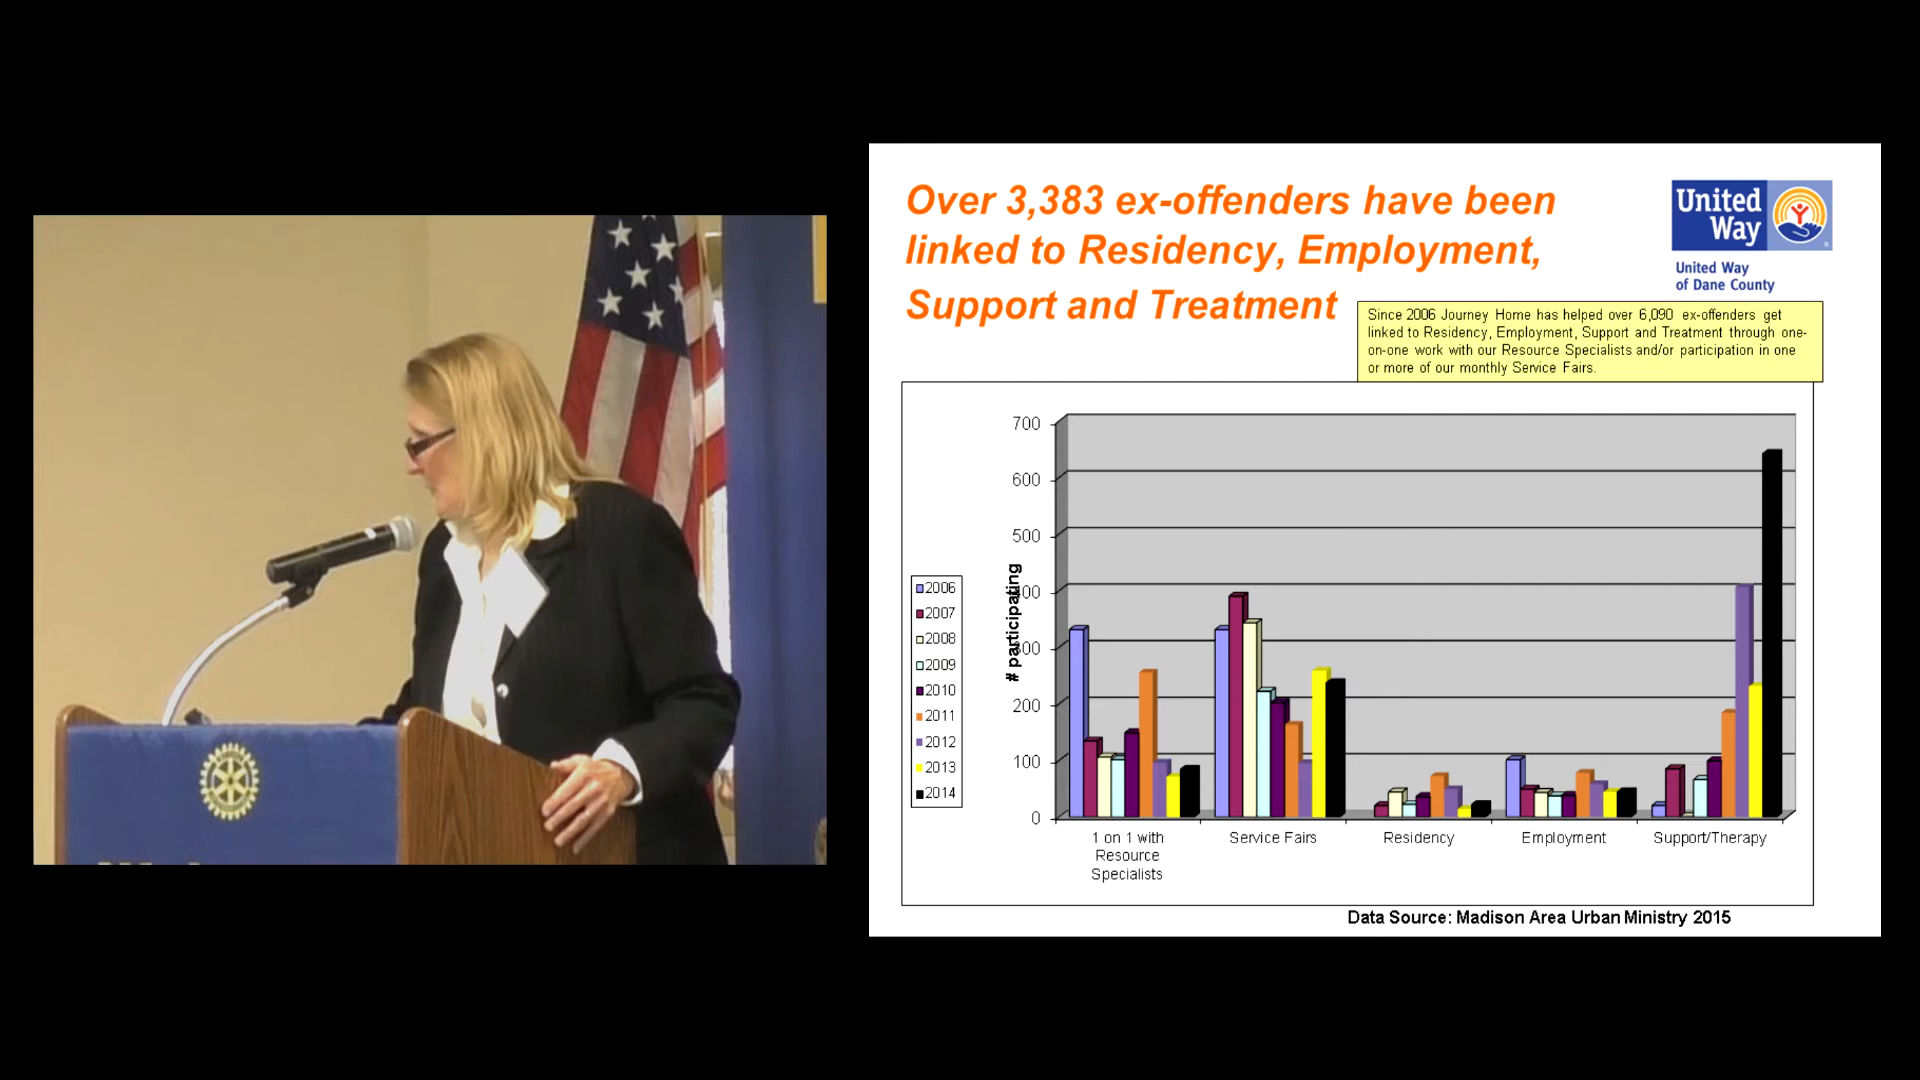 Over 3,383 ex-offenders have been
linked to Residency, Employment,
Support and Treatment
United
Way
United Way
of Dane County
Since 2006 Journey Home has helped over 6,090 ex-offenders get
linked to Residency, Employment, Support and Treatment through one-
on-one work with our Resource Specialists and/or participation in one
or more of our monthly Service Fairs.
700
600
500
400
300
200
100
0
# participating
2006
2007
2008
2009
2010
2011
2012
2013
2014
1 on 1 with
Resource
Specialists
Service Fairs
Residency
Employment
Support/Therapy
Data Source: Madison Area Urban Ministry 2015